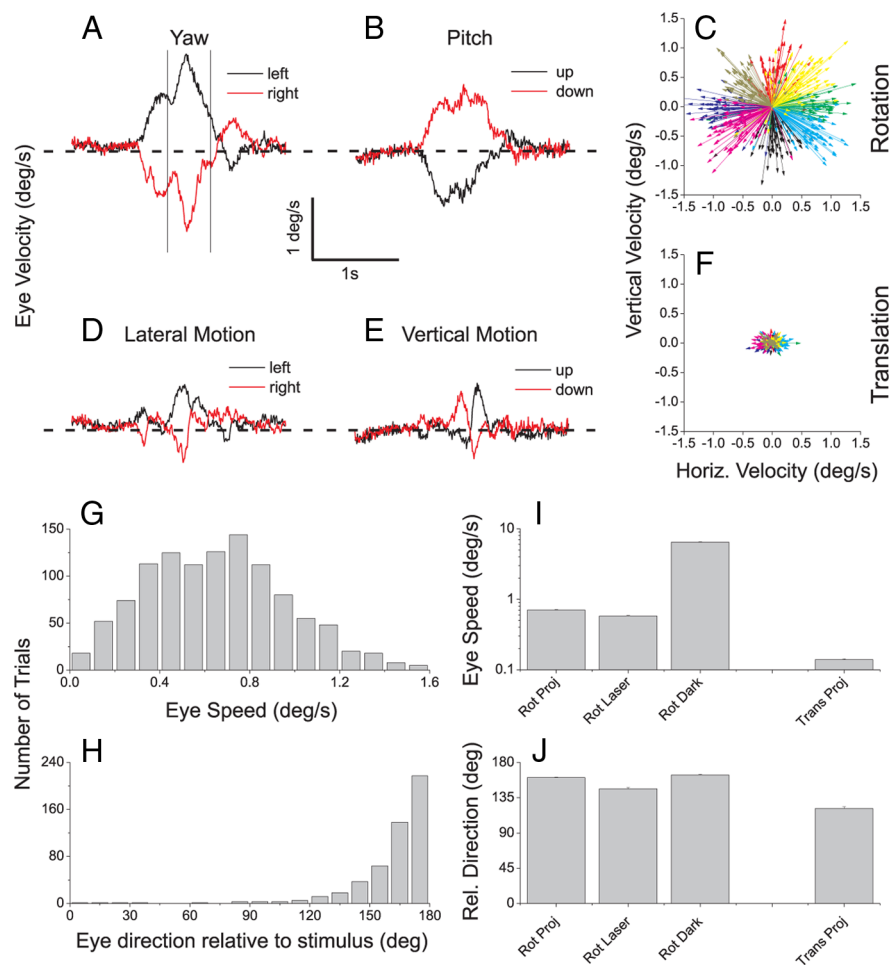 A
Yaw
left
right
B
Pitch
up
down
C
Rotation
1.5
1.0
0.5
0.0
-0.5
-1.0
-1.5
-1.5 -1.0 -0.5 0.0 0.5 1.0 1.5
Eye Velocity (deg/s)
1 deg/s
1s
Vertical Velocity (deg/s)
D
Lateral Motion
left
right
E
Vertical Motion
up
down
F
Translation
1.5
1.0
0.5
0.0
-0.5
-1.0
-1.5
-1.5 -1.0 -0.5 0.0 0.5 1.0 1.5
Horiz. Velocity (deg/s)
G
150
100
50
0
0.0 0.4 0.8 1.2 1.6
Eye Speed (deg/s)
Number of Trials
H
240
160
80
0
0 30 60 90 120 150 180
Eye direction relative to stimulus (deg)
I
Eye Speed (deg/s)
10
1
0.1
Rot Proj
Rot Laser
Rot Dark
Trans Proj
J
Rel. Direction (deg)
180
135
90
45
0
Rot Proj
Rot Laser
Rot Dark
Trans Proj